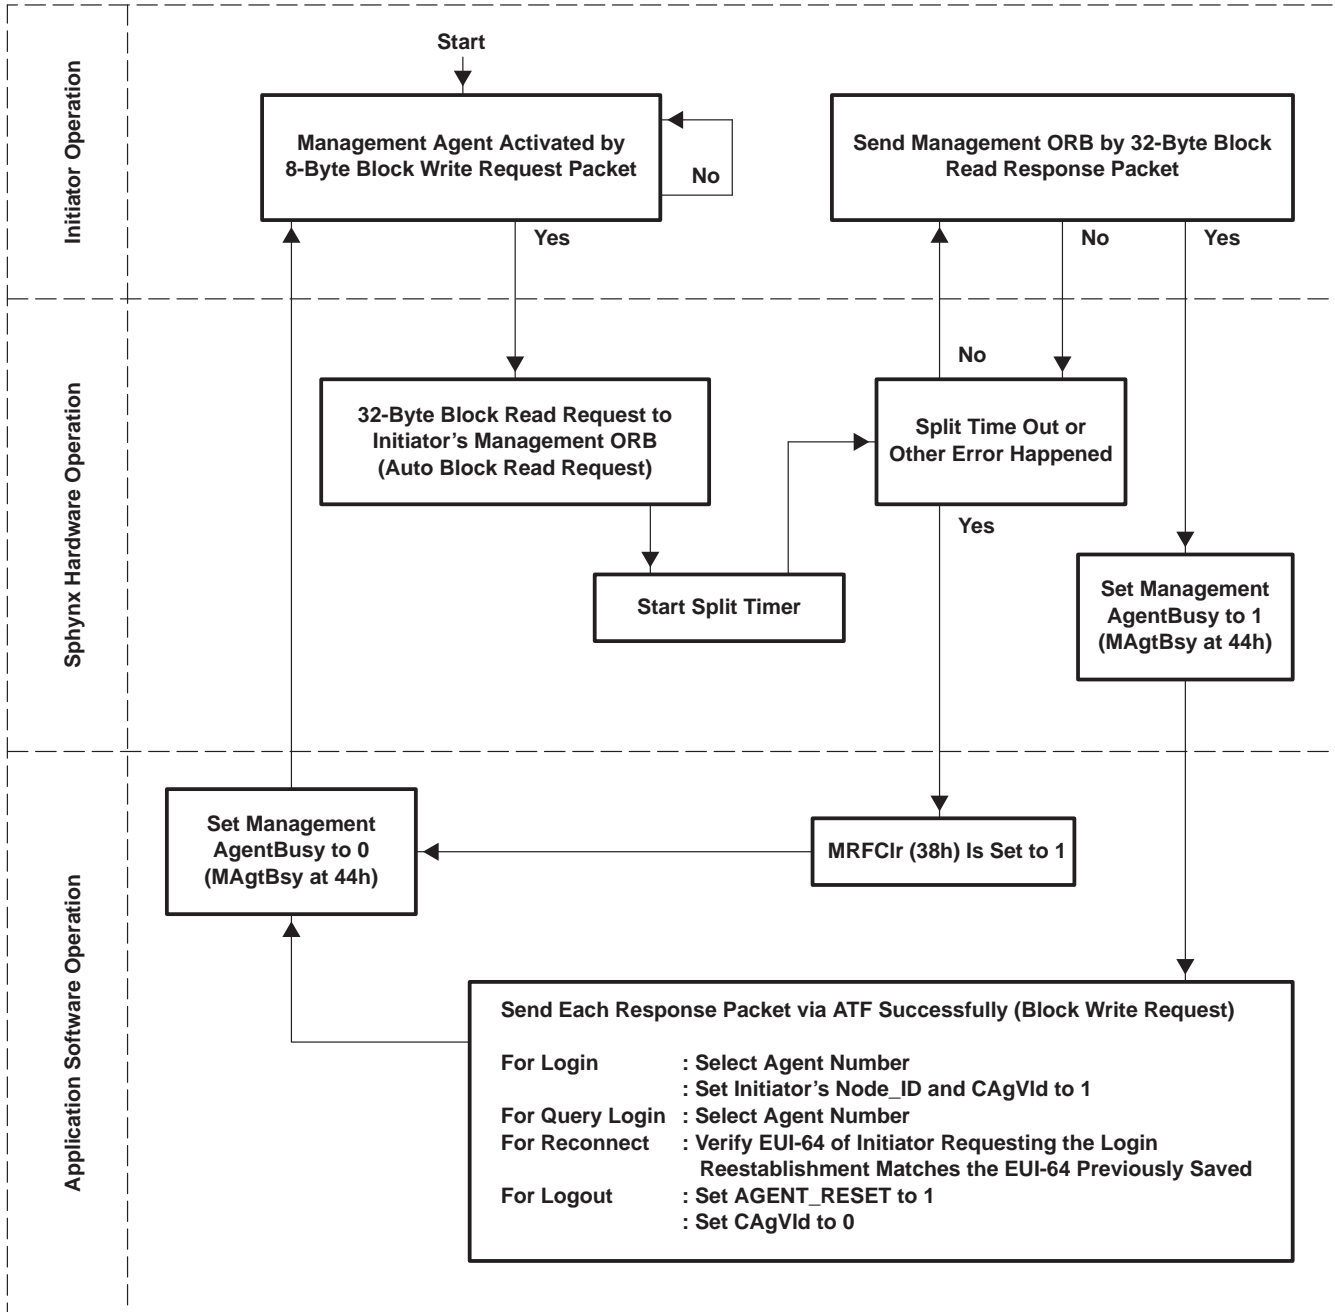 Initiator Operation
Start
Management Agent Activated by
8-Byte Block Write Request Packet
No
Yes
Send Management ORB by 32-Byte Block
Read Response Packet
No
Yes
Sphynx Hardware Operation
32-Byte Block Read Request to
Initiator’s Management ORB
(Auto Block Read Request)
Start Split Timer
No
Split Time Out or
Other Error Happened
Yes
Set Management
AgentBusy to 1
(MAgtBsy at 44h)
Application Software Operation
Set Management
AgentBusy to 0
(MAgtBsy at 44h)
MRFClr (38h) Is Set to 1
Send Each Response Packet via ATF Successfully (Block Write Request)
For Login : Select Agent Number
: Set Initiator’s Node_ID and CAgVld to 1
For Query Login : Select Agent Number
For Reconnect : Verify EUI-64 of Initiator Requesting the Login
Reestablishment Matches the EUI-64 Previously Saved
For Logout : Set AGENT_RESET to 1
: Set CAgVld to 0